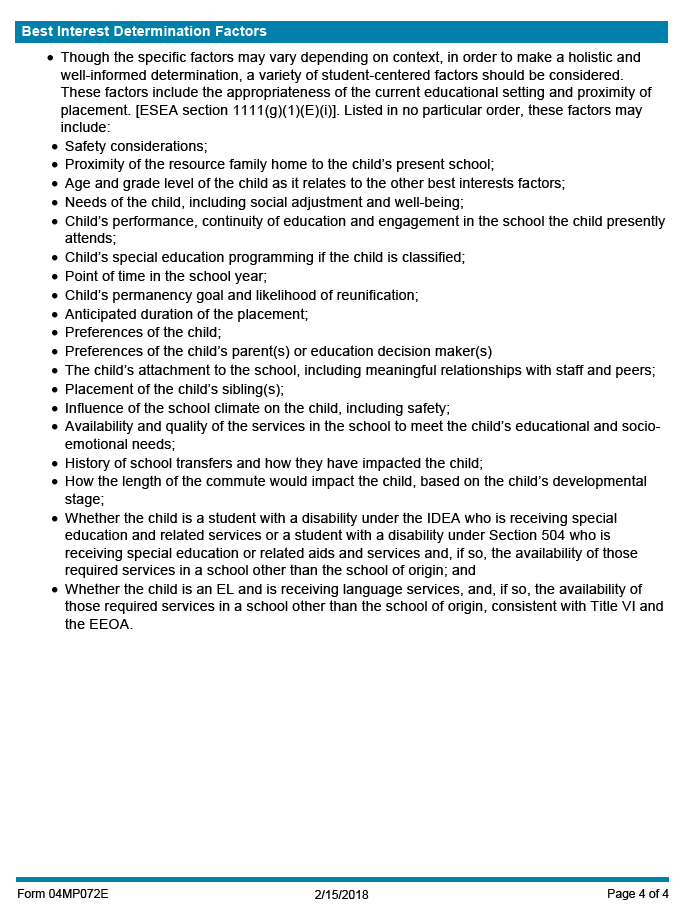 Best Interest Determination Factors
• Though the specific factors may vary depending on context, in order to make a holistic and
well-informed determination, a variety of student-centered factors should be considered.
These factors include the appropriateness of the current educational setting and proximity of
placement. [ESEA section 1111(g)(1)(E)(i)]. Listed in no particular order, these factors may
include:
• Safety considerations;
• Proximity of the resource family home to the child’s present school;
• Age and grade level of the child as it relates to the other best interests factors;
• Needs of the child, including social adjustment and well-being;
• Child’s performance, continuity of education and engagement in the school the child presently
attends;
• Child’s special education programming if the child is classified;
• Point of time in the school year;
• Child’s permanency goal and likelihood of reunification;
• Anticipated duration of the placement;
• Preferences of the child;
• Preferences of the child’s parent(s) or education decision maker(s)
• The child’s attachment to the school, including meaningful relationships with staff and peers;
• Placement of the child’s sibling(s);
• Influence of the school climate on the child, including safety;
• Availability and quality of the services in the school to meet the child’s educational and socio-
emotional needs;
• History of school transfers and how they have impacted the child;
• How the length of the commute would impact the child, based on the child’s developmental
stage;
• Whether the child is a student with a disability under the IDEA who is receiving special
education and related services or a student with a disability under Section 504 who is
receiving special education or related aids and services and, if so, the availability of those
required services in a school other than the school of origin; and
• Whether the child is an EL and is receiving language services, and, if so, the availability of
those required services in a school other than the school of origin, consistent with Title VI and
the EEOA.
Form 04MP072E 2/15/2018 Page 4 of 4